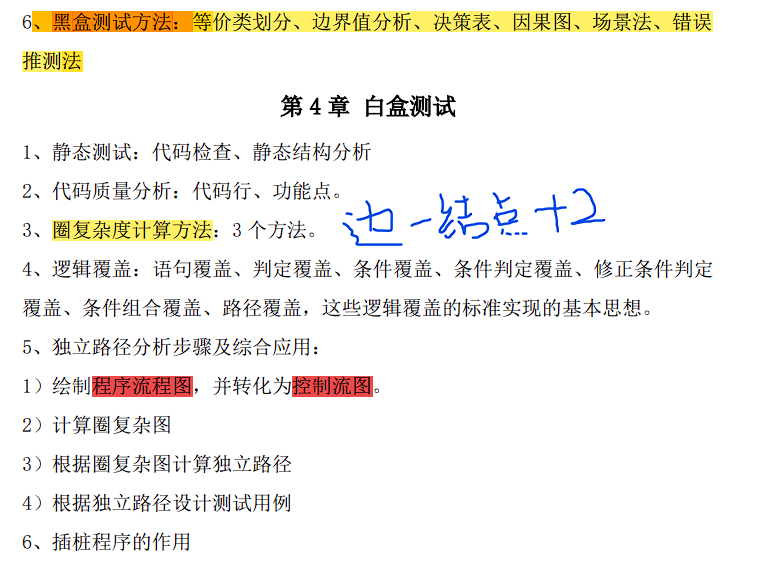 6、黑盒测试方法：等价类划分、边界值分析、决策表、因果图、场景法、错误
推测法
第 4 章 白盒测试
1、静态测试：代码检查、静态结构分析
2、代码质量分析：代码行、功能点。
3、圈复杂度计算方法：3 个方法。
边-结点+2
4、逻辑覆盖：语句覆盖、判定覆盖、条件覆盖、条件判定覆盖、修正条件判定
覆盖、条件组合覆盖、路径覆盖，这些逻辑覆盖的标准实现的基本思想。
5、独立路径分析步骤及综合应用：
1）绘制程序流程图，并转化为控制流图。
2）计算圈复杂图
3）根据圈复杂图计算独立路径
4）根据独立路径设计测试用例
6、插桩程序的作用